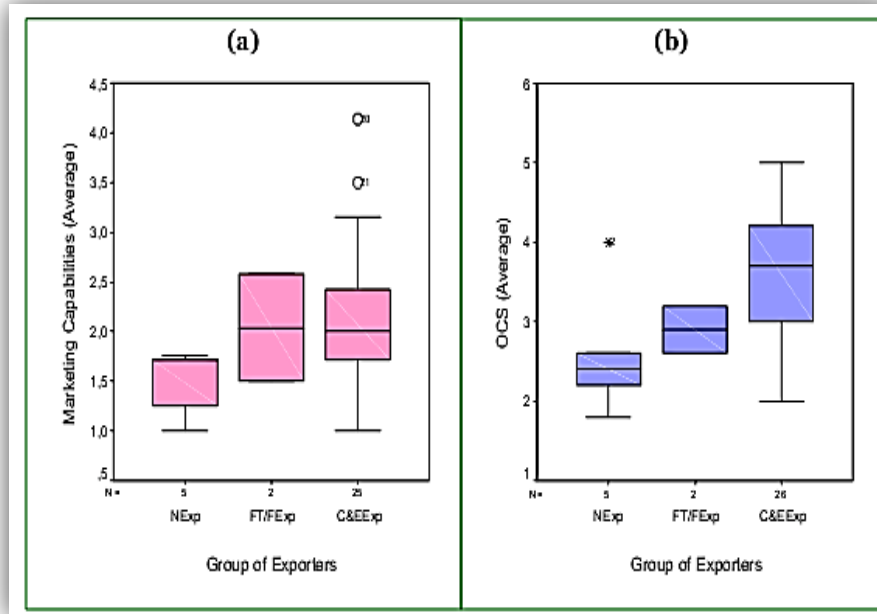 (a)
Marketing Capabilities (Average)
4,5
4,0
3,5
3,0
2,5
2,0
1,5
1,0
,5
20
21
N =
5
2
25
NExp
FT/FExp
C&EExp
Group of Exporters
(b)
OCS (Average)
6
5
4
3
2
1
N =
5
2
26
NExp
FT/FExp
C&EExp
Group of Exporters